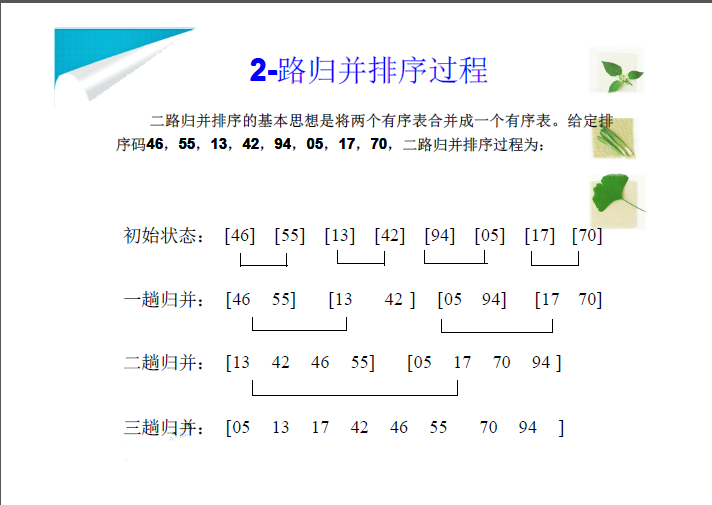 2-路归并排序过程
二路归并排序的基本思想是将两个有序表合并成一个有序表。给定排
序码46，55，13，42，94，05，17，70，二路归并排序过程为：
初始状态： [46] [55] [13] [42] [94] [05] [17] [70]
一趟归并： [46 55] [13 42 ] [05 94] [17 70]
二趟归并： [13 42 46 55] [05 17 70 94 ]
三趟归并： [05 13 17 42 46 55 70 94 ]